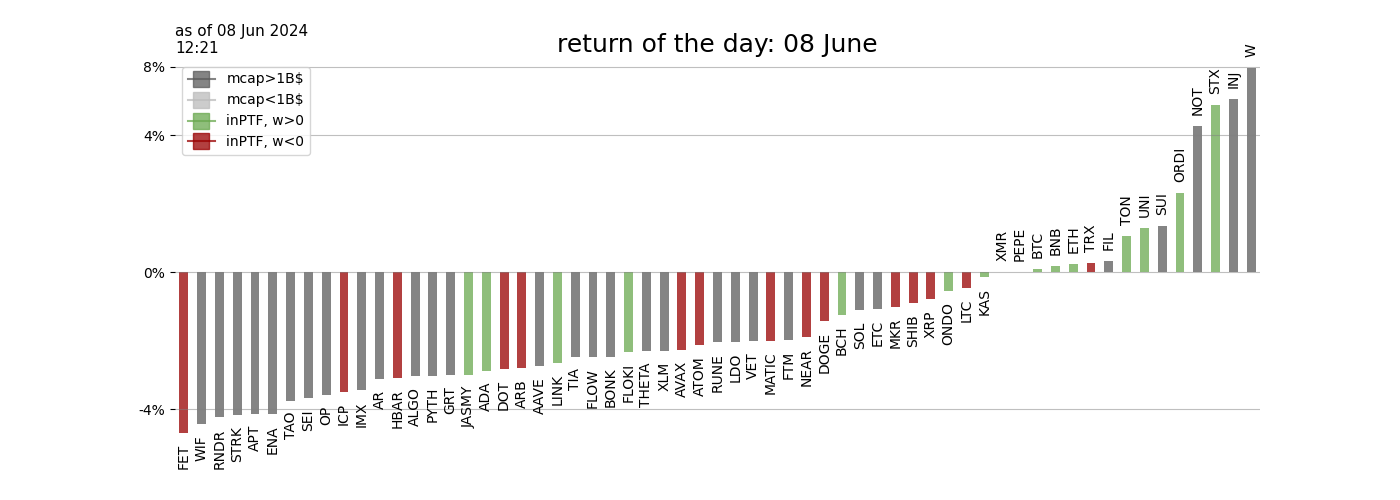 as of 08 Jun 2024
12:21
return of the day: 08 June
8%
4%
0%
-4%
mcap>1B$
mcap<1B$
inPTF, w>0
inPTF, w<0
FET
WIF
RNDR
STRK
APT
ENA
TAO
SEI
OP
ICP
IMX
AR
HBAR
ALGO
PYTH
GRT
JASMY
ADA
DOT
ARB
AAVE
LINK
TIA
FLOW
BONK
FLOKI
THETA
XLM
AVAX
ATOM
RUNE
LDO
VET
MATIC
FTM
NEAR
DOGE
BCH
SOL
ETC
MKR
SHIB
XRP
ONDO
LTC
KAS
XMR
PEPE
BTC
BNB
ETH
TRX
FIL
TON
UNI
SUI
ORDI
NOT
STX
INJ
W